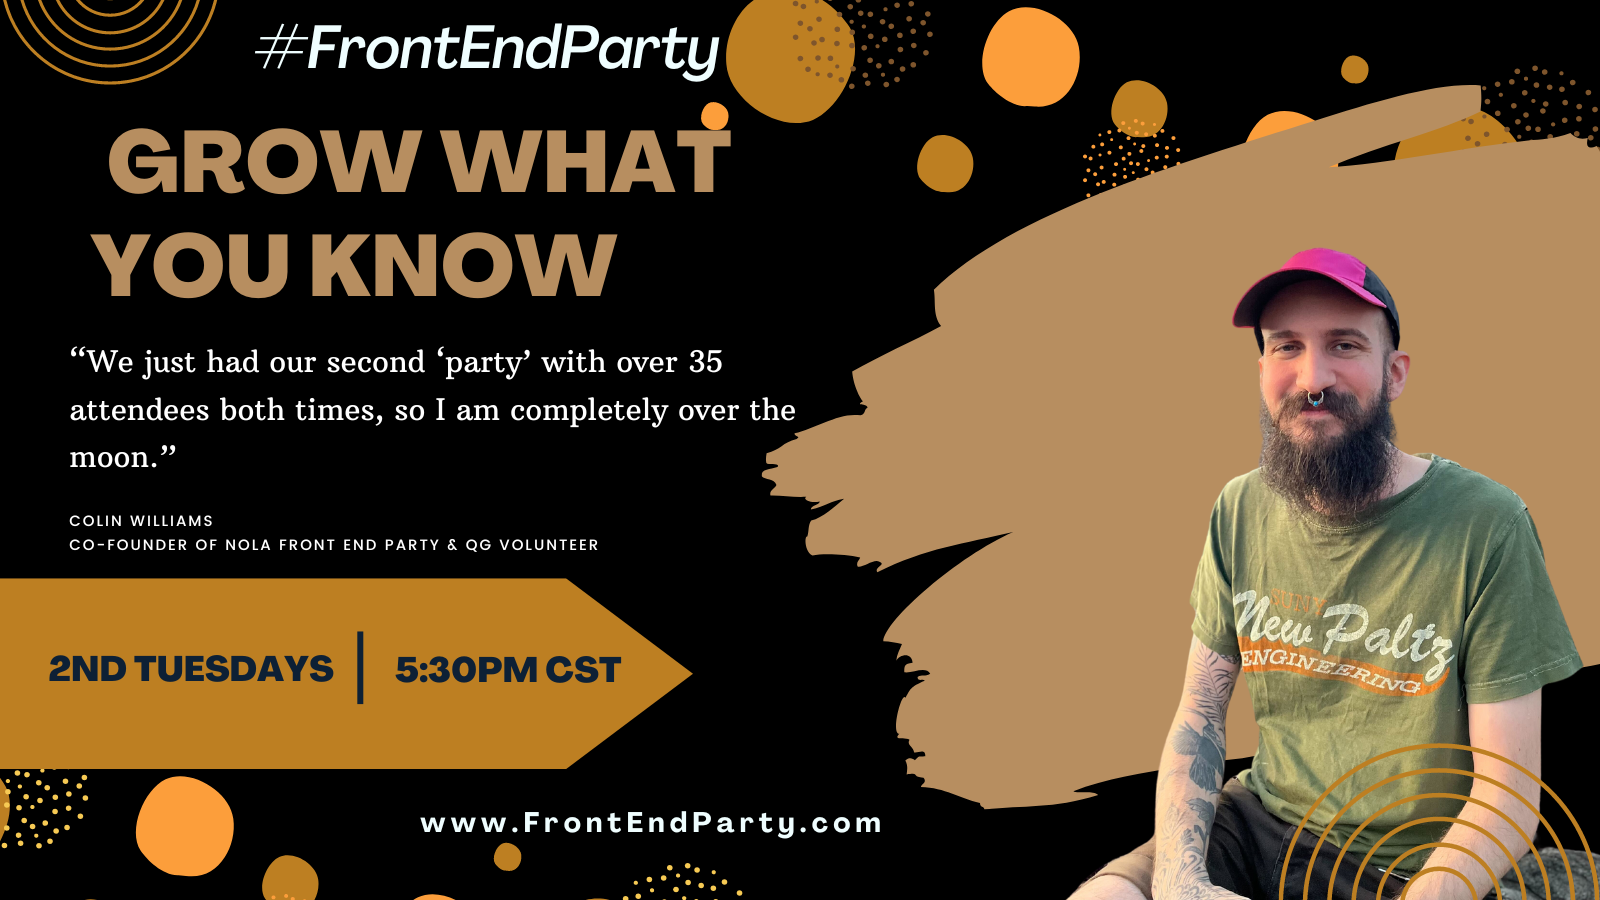 #FrontEndParty
GROW WHAT
YOU KNOW
“We just had our second ‘party’ with over 35
attendees both times, so I am completely over the
moon.”
COLIN WILLIAMS
CO-FOUNDER OF NOLA FRONT END PARTY & QG VOLUNTEER
2ND TUESDAYS | 5:30PM CST
www.FrontEndParty.com
SUNY
New Paltz
ENGINEERING